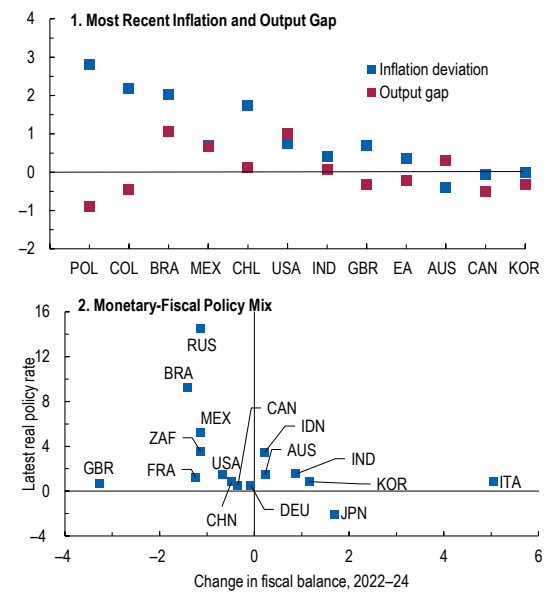 1. Most Recent Inflation and Output Gap
4
3
2
1
0
–1
–2
Inflation deviation
Output gap
POL COL BRA MEX CHL USA IND GBR EA AUS CAN KOR
2. Monetary-Fiscal Policy Mix
Latest real policy rate
16
12
8
4
0
–4
RUS
BRA
MEX
CAN
ZAF
IDN
AUS
GBR
FRA
USA
IND
CHN
DEU
KOR
ITA
JPN
–4 –2 0 2 4 6
Change in fiscal balance, 2022–24